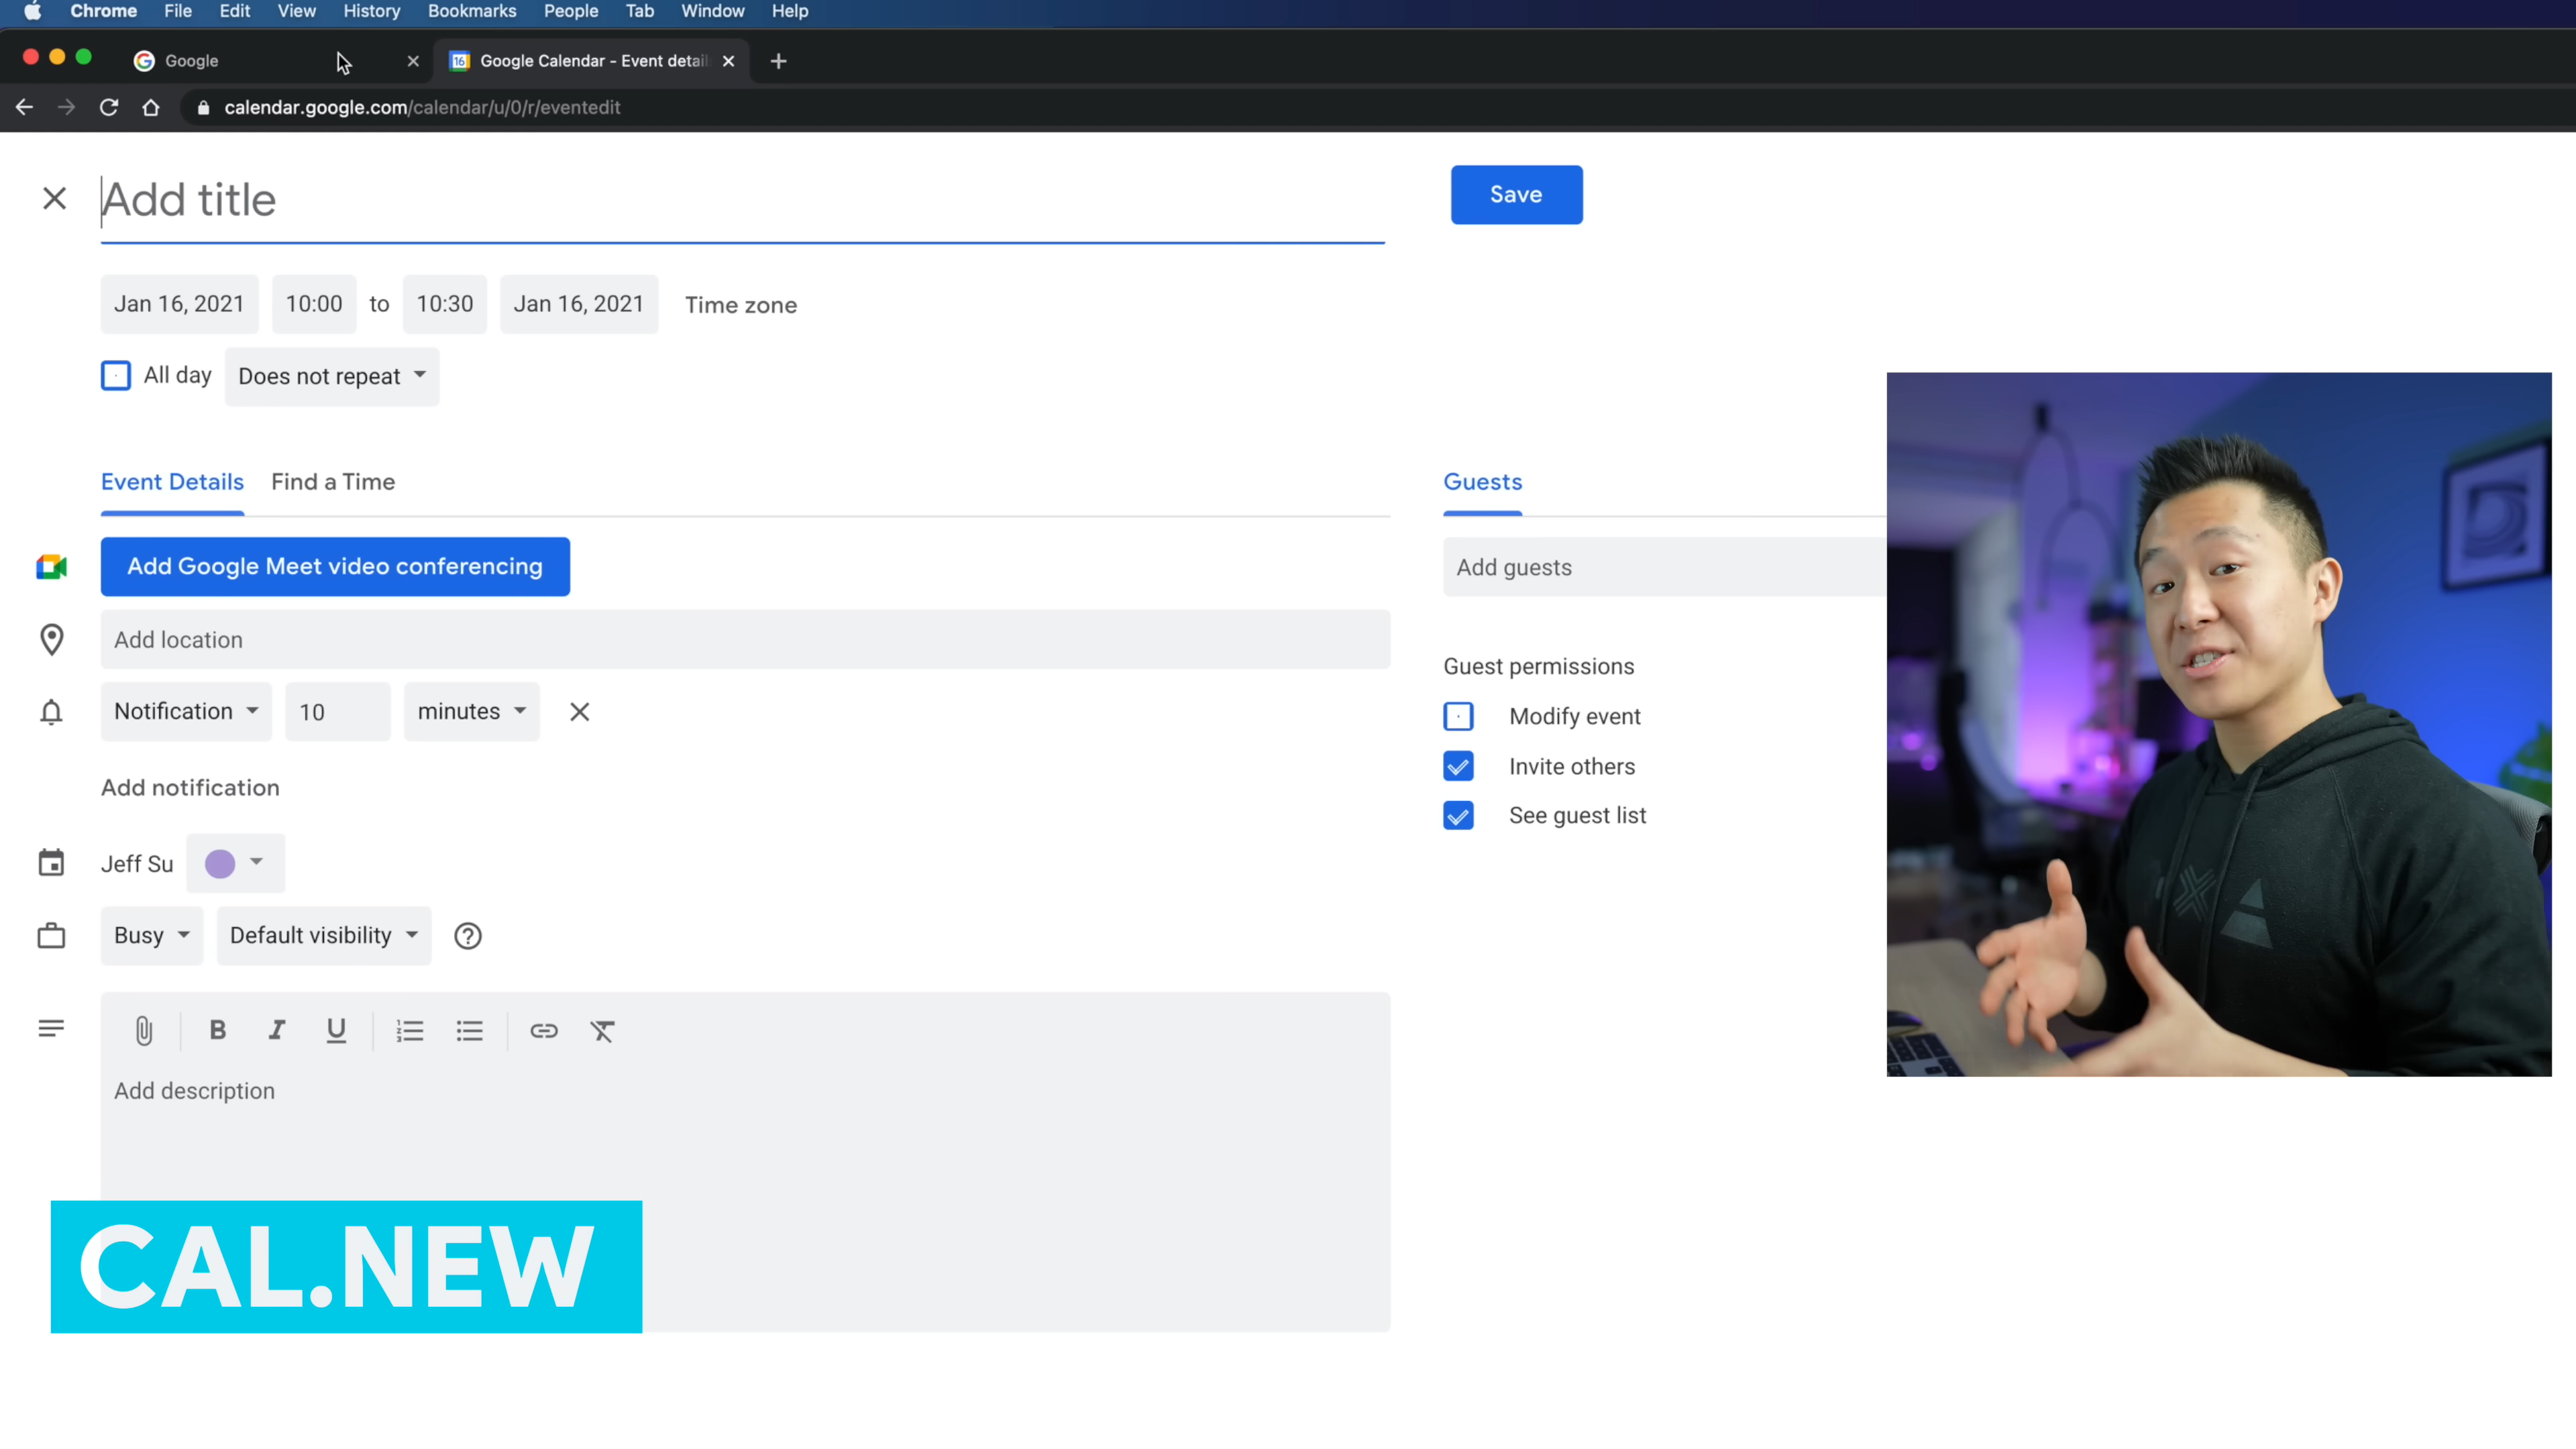 Chrome File Edit View History Bookmarks People Tab Window Help
Google
16 Google Calendar - Event detail
calendar.google.com/calendar/u/0/r/eventedit
Add title
Save
Jan 16, 2021 10:00 to 10:30 Jan 16, 2021 Time zone
All day Does not repeat
Event Details Find a Time
Guests
Add Google Meet video conferencing
Add guests
Add location
Guest permissions
Notification 10 minutes
Modify event
Invite others
Add notification
See guest list
Jeff Su
Busy Default visibility
B I U
Add description
CAL.NEW